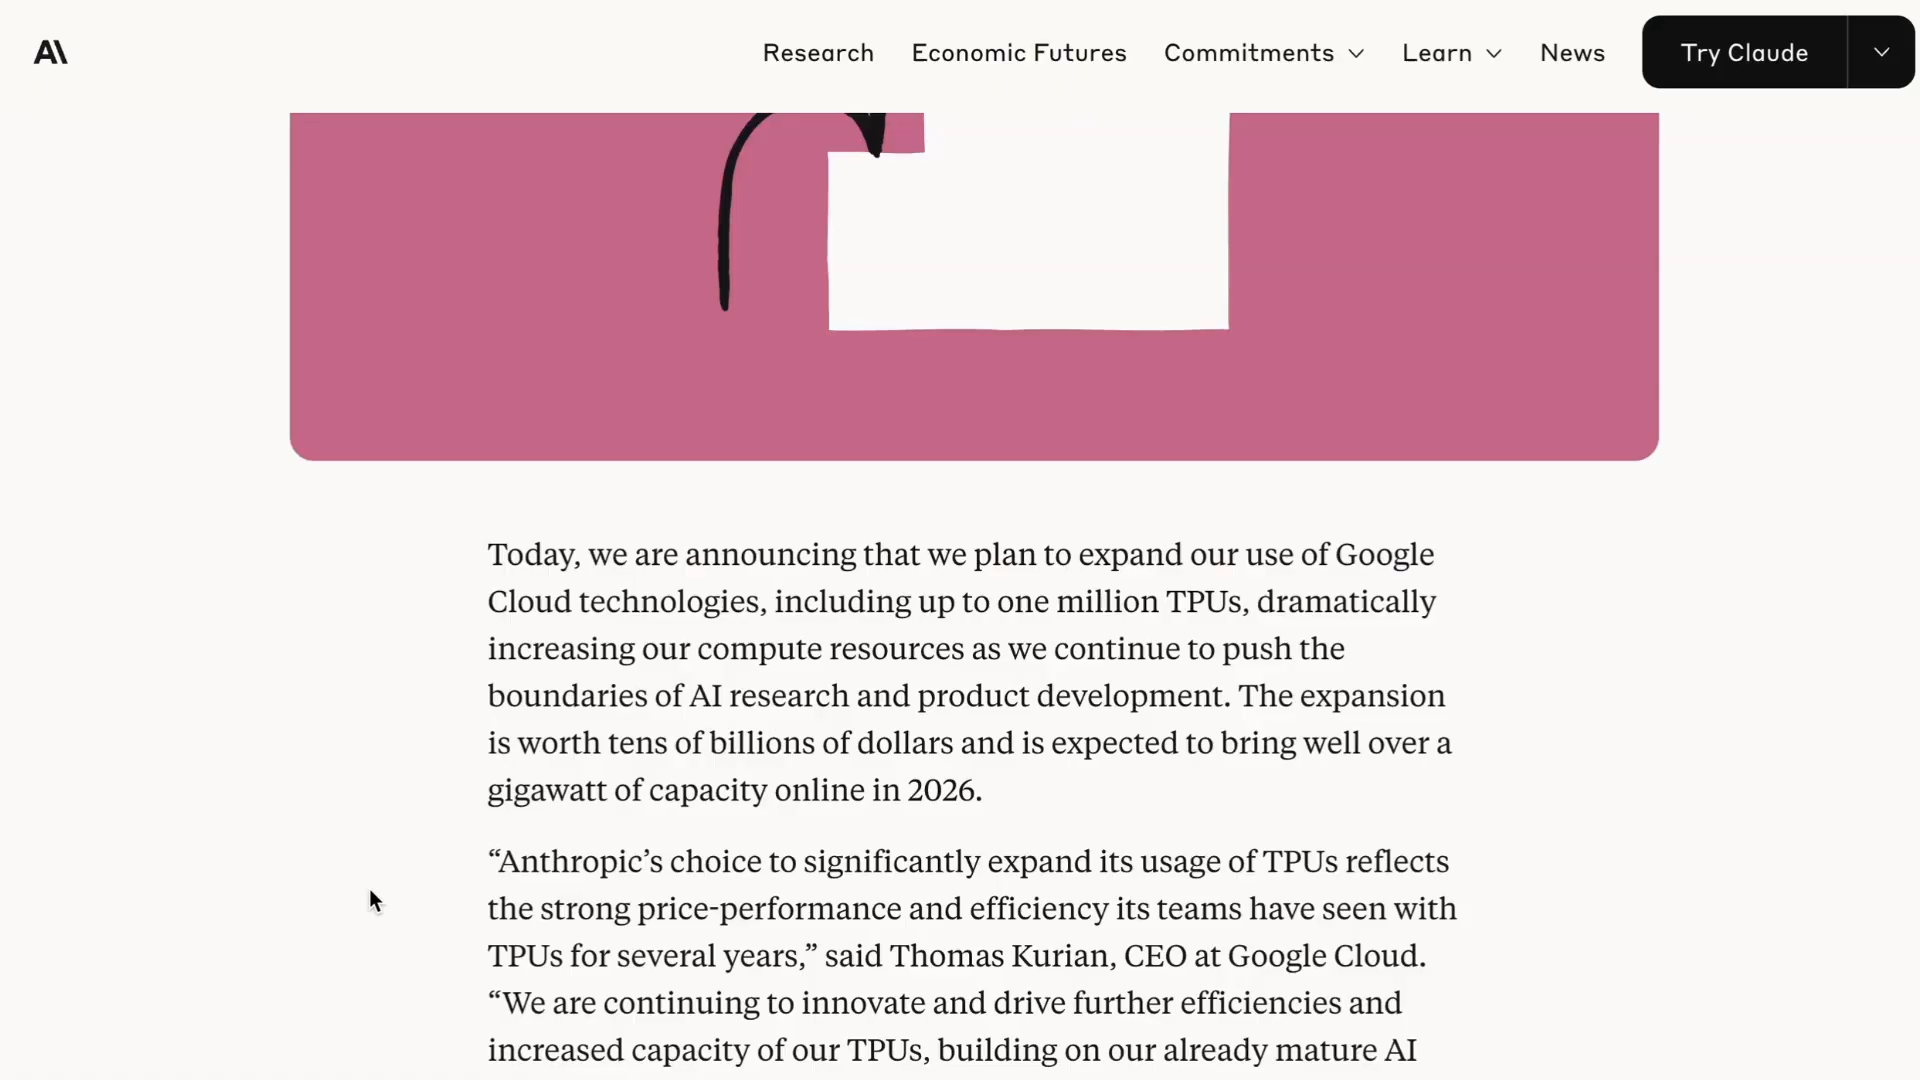 A\
Research
Economic Futures
Commitments
Learn
News
Try Claude
Today, we are announcing that we plan to expand our use of Google
Cloud technologies, including up to one million TPUs, dramatically
increasing our compute resources as we continue to push the
boundaries of AI research and product development. The expansion
is worth tens of billions of dollars and is expected to bring well over a
gigawatt of capacity online in 2026.
“Anthropic’s choice to significantly expand its usage of TPUs reflects
the strong price-performance and efficiency its teams have seen with
TPUs for several years,” said Thomas Kurian, CEO at Google Cloud.
“We are continuing to innovate and drive further efficiencies and
increased capacity of our TPUs, building on our already mature AI